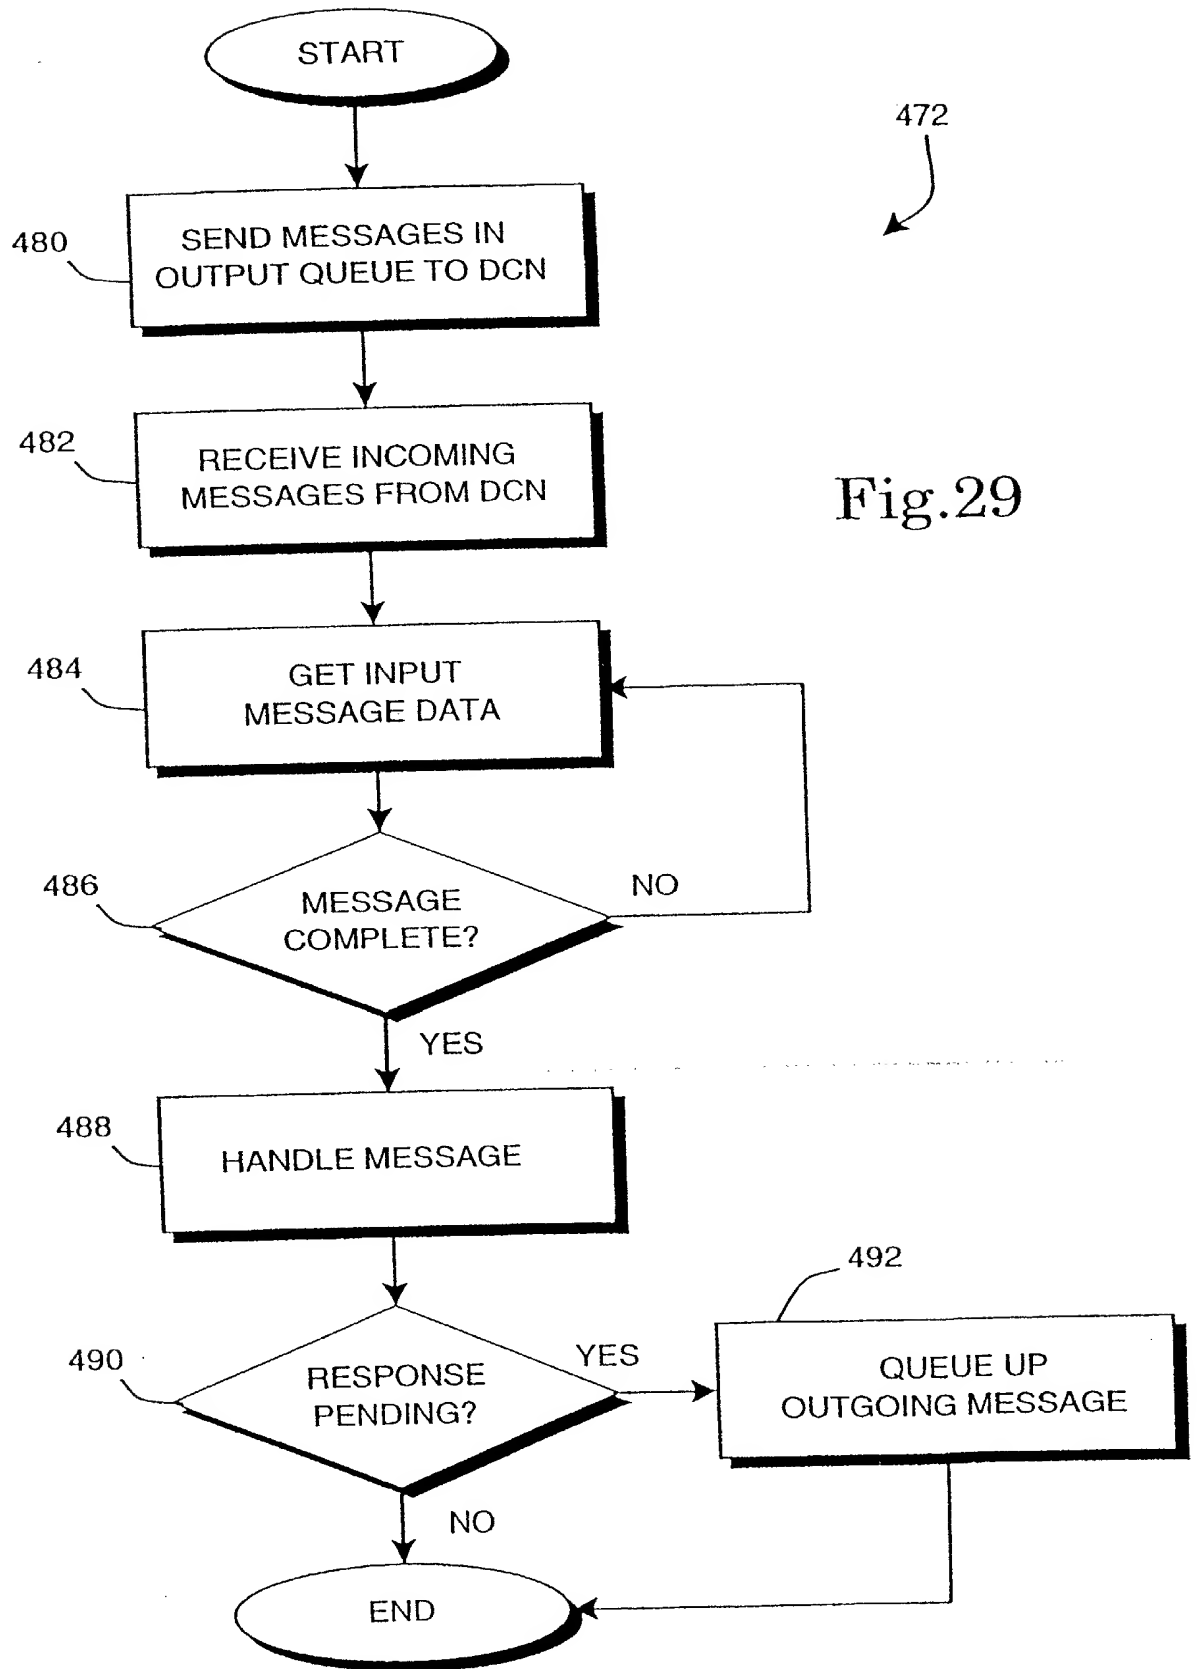 START
472
480
SEND MESSAGES IN
OUTPUT QUEUE TO DCN
482
RECEIVE INCOMING
MESSAGES FROM DCN
Fig.29
484
GET INPUT
MESSAGE DATA
486
MESSAGE
COMPLETE?
NO
YES
488
HANDLE MESSAGE
490
RESPONSE
PENDING?
YES
492
QUEUE UP
OUTGOING MESSAGE
NO
END